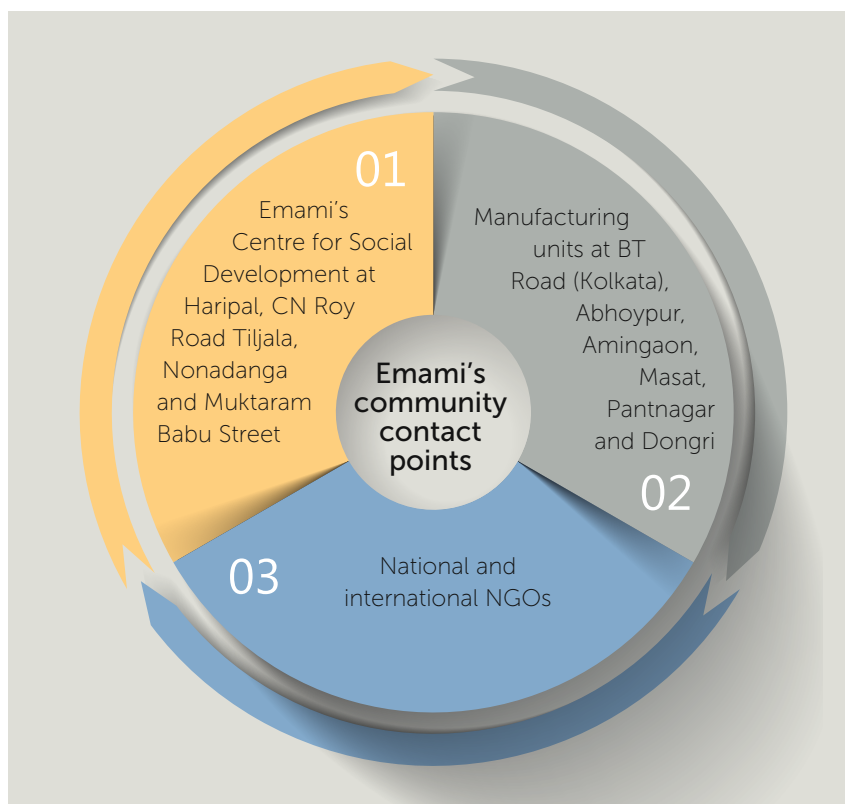 01
Emami’s
Centre for Social
Development at
Haripal, CN Roy
Road Tiljala,
Nonadanga
and Muktaram
Babu Street
Manufacturing
units at BT
Road (Kolkata),
Abhoypur,
Amingaon,
Masat,
Pantnagar
and Dongri
02
Emami’s
community
contact
points
03
National and
international NGOs